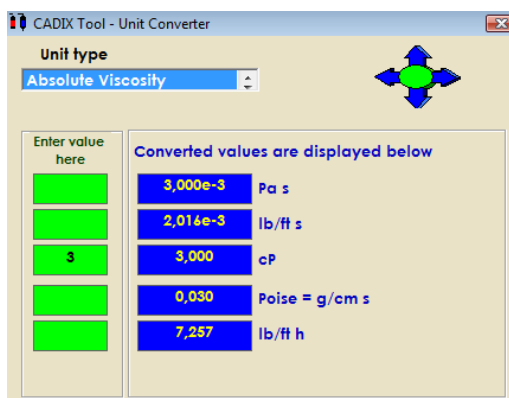 CADIX Tool - Unit Converter
Unit type
Absolute Viscosity
Enter value
here
Converted values are displayed below
3,000e-3 Pa s
2,016e-3 lb/ft s
3 3,000 cP
0,030 Poise = g/cm s
7,257 lb/ft h